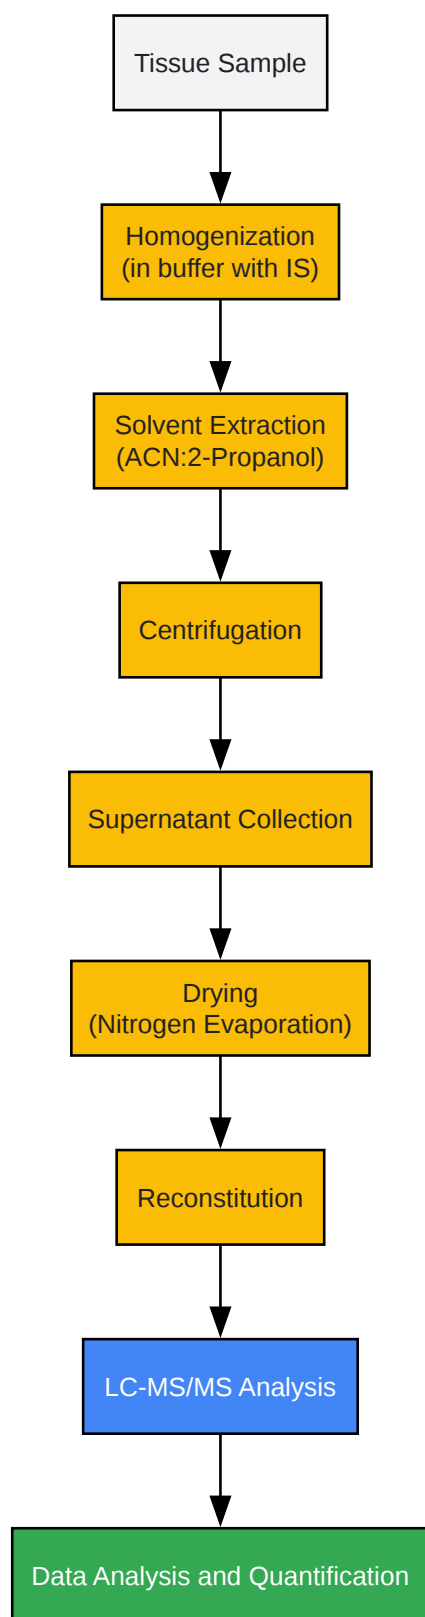 Tissue Sample
Homogenization
(in buffer with IS)
Solvent Extraction
(ACN:2-Propanol)
Centrifugation
Supernatant Collection
Drying
(Nitrogen Evaporation)
Reconstitution
LC-MS/MS Analysis
Data Analysis and Quantification